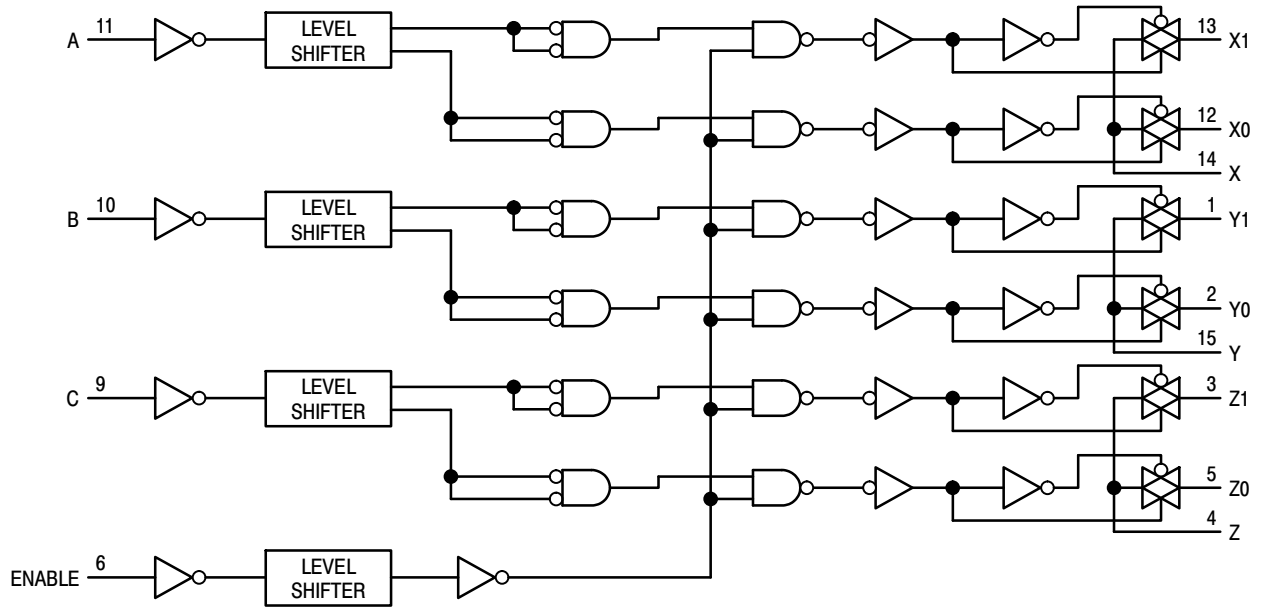 A 11 LEVEL SHIFTER 13 X1
12 X0
14 X
B 10 LEVEL SHIFTER 1 Y1
2 Y0
15 Y
C 9 LEVEL SHIFTER 3 Z1
5 Z0
4 Z
ENABLE 6 LEVEL SHIFTER